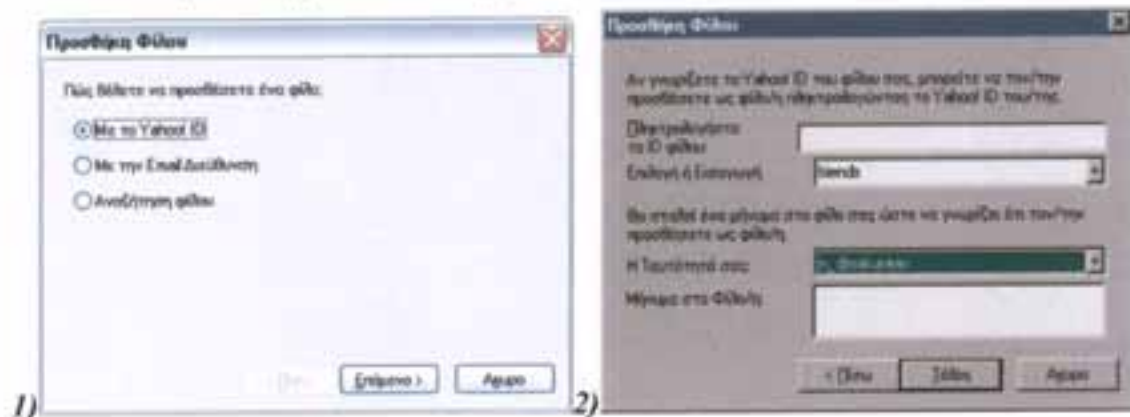 Προσθήκη Φίλου
Πώς θέλετε να προσθέσετε ένα φίλο;
Με το Yahoo! ID
Με την Email Διεύθυνση
Αναζήτηση φίλου
Επόμενο >
Άκυρο
1)
Προσθήκη Φίλου
Αν γνωρίζετε το Yahoo! ID του φίλου σας, μπορείτε να τον/την
προσθέσετε ως φίλο/η πληκτρολογώντας το Yahoo! ID του/της.
Πληκτρολογήστε
το ID φίλου
Επιλογή ή Εισαγωγή
friends
Θα σταλεί ένα μήνυμα στο φίλο σας ώστε να γνωρίζει ότι τον/την
προσθέσατε ως φίλο/η
Η Ταυτότητά σας:
Μήνυμα στο Φίλο/η
< Πίσω
Τέλος
Άκυρο
2)